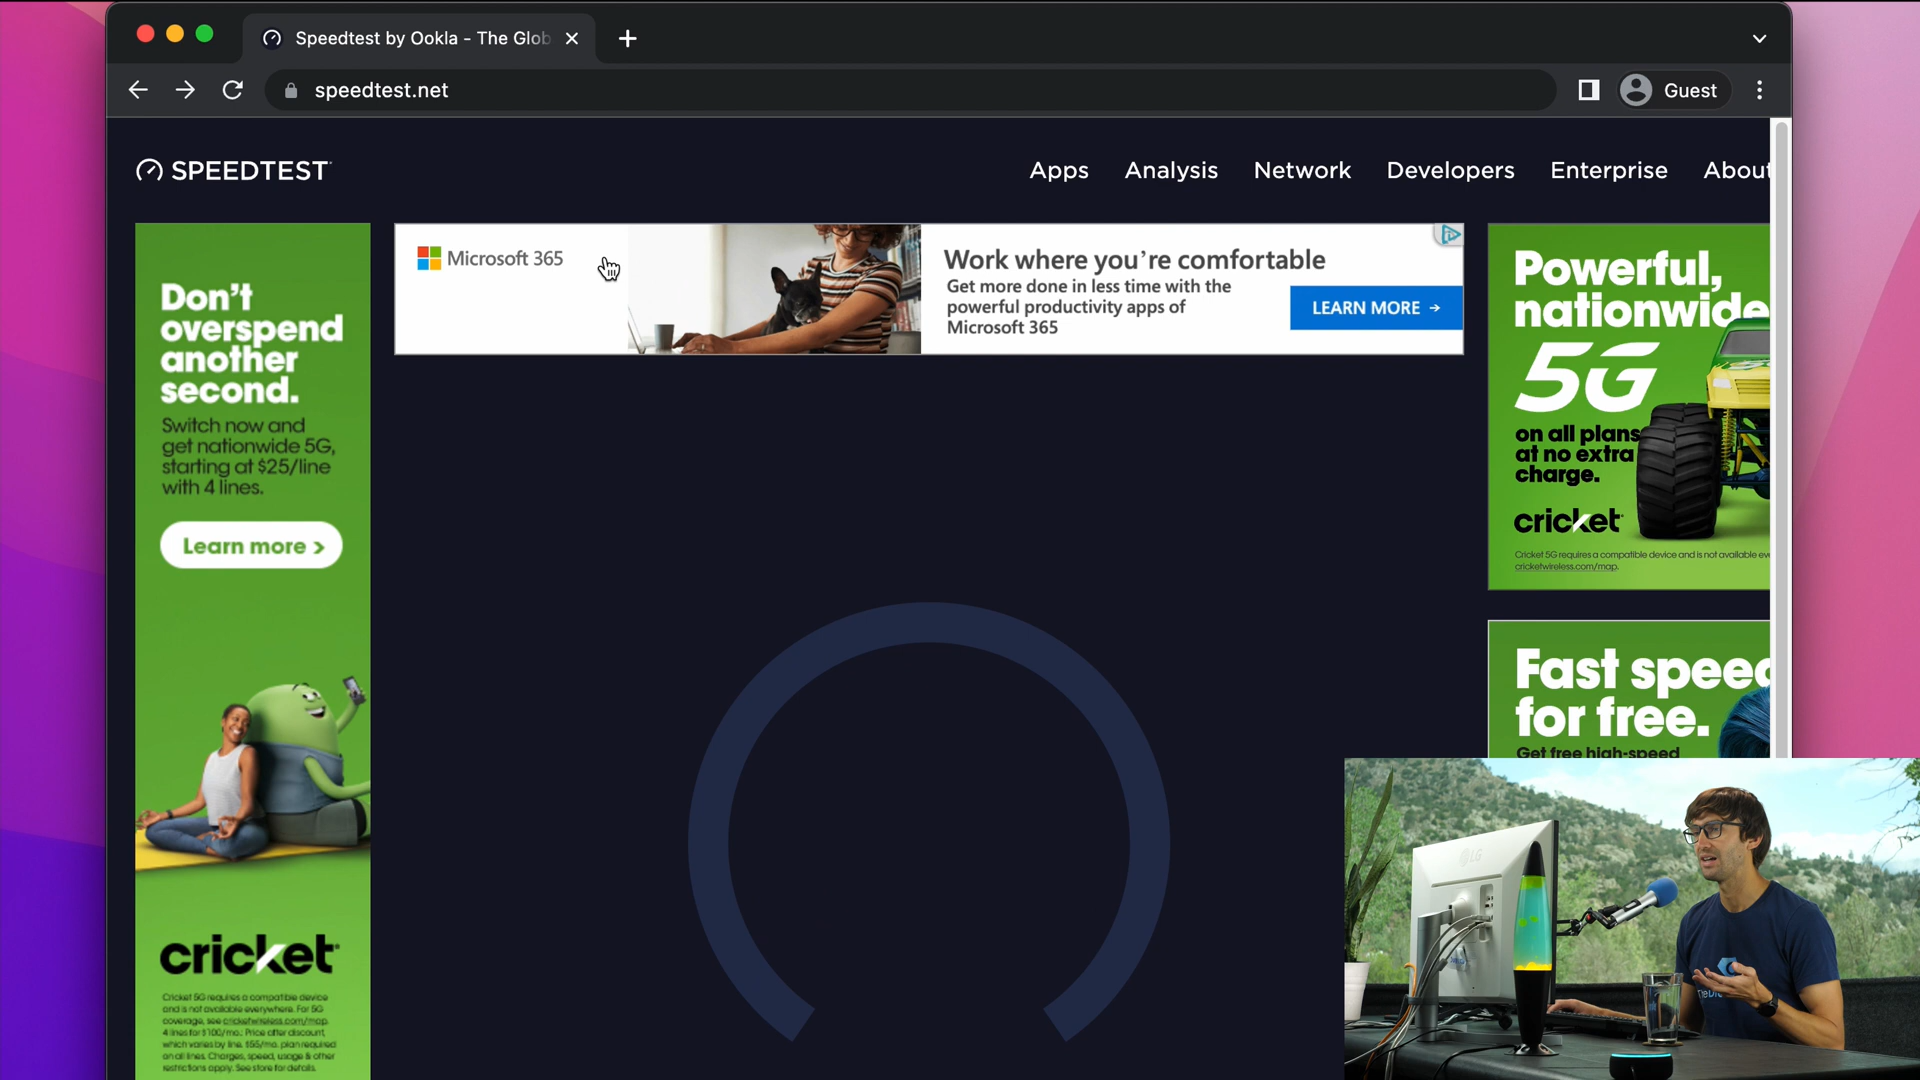 Speedtest by Ookla - The Glob
speedtest.net
Guest
SPEEDTEST
Apps Analysis Network Developers Enterprise About
Don't
overspend
another
second.
Switch now and
get nationwide 5G,
starting at $25/line
with 4 lines.
Learn more >
cricket
Cricket 5G requires a compatible device
and is not available everywhere. For 5G
coverage, see cricketwireless.com/map.
4 lines for $100/mo.: Price after discount,
which varies by line. $55/mo. plan required
on all lines. Charges, speed, usage & other
restrictions apply. See store for details.
Microsoft 365
Work where you're comfortable
Get more done in less time with the
powerful productivity apps of
Microsoft 365
LEARN MORE →
Powerful,
nationwide
5G
on all plans
at no extra
charge.
cricket
Cricket 5G requires a compatible device and is not available ev
cricketwireless.com/map.
Fast speed
for free.
Get free high-speed
LG